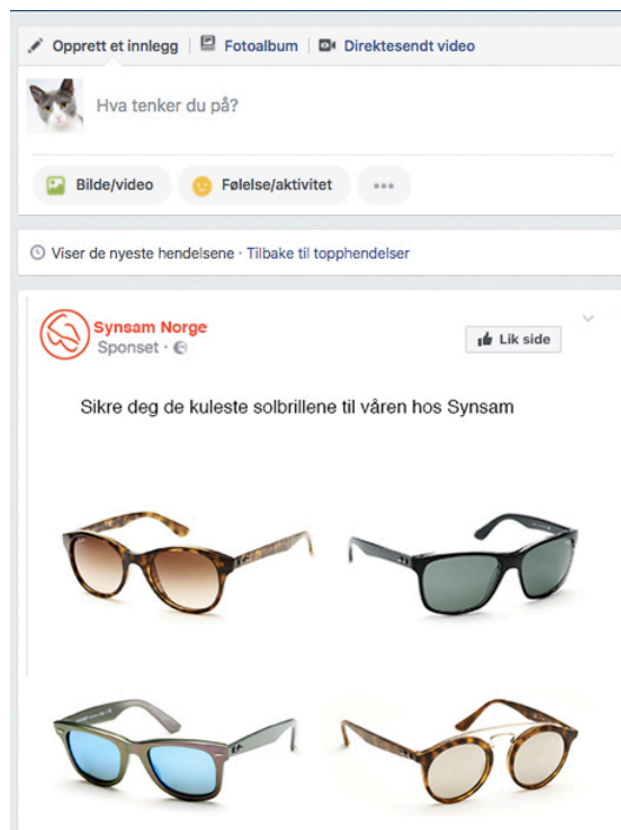 Opprett et innlegg Fotoalbum Direktesendt video
Hva tenker du på?
Bilde/video Følelse/aktivitet
Viser de nyeste hendelsene · Tilbake til topphendelser
Synsam Norge
Sponset ·
Lik side
Sikre deg de kuleste solbrillene til våren hos Synsam